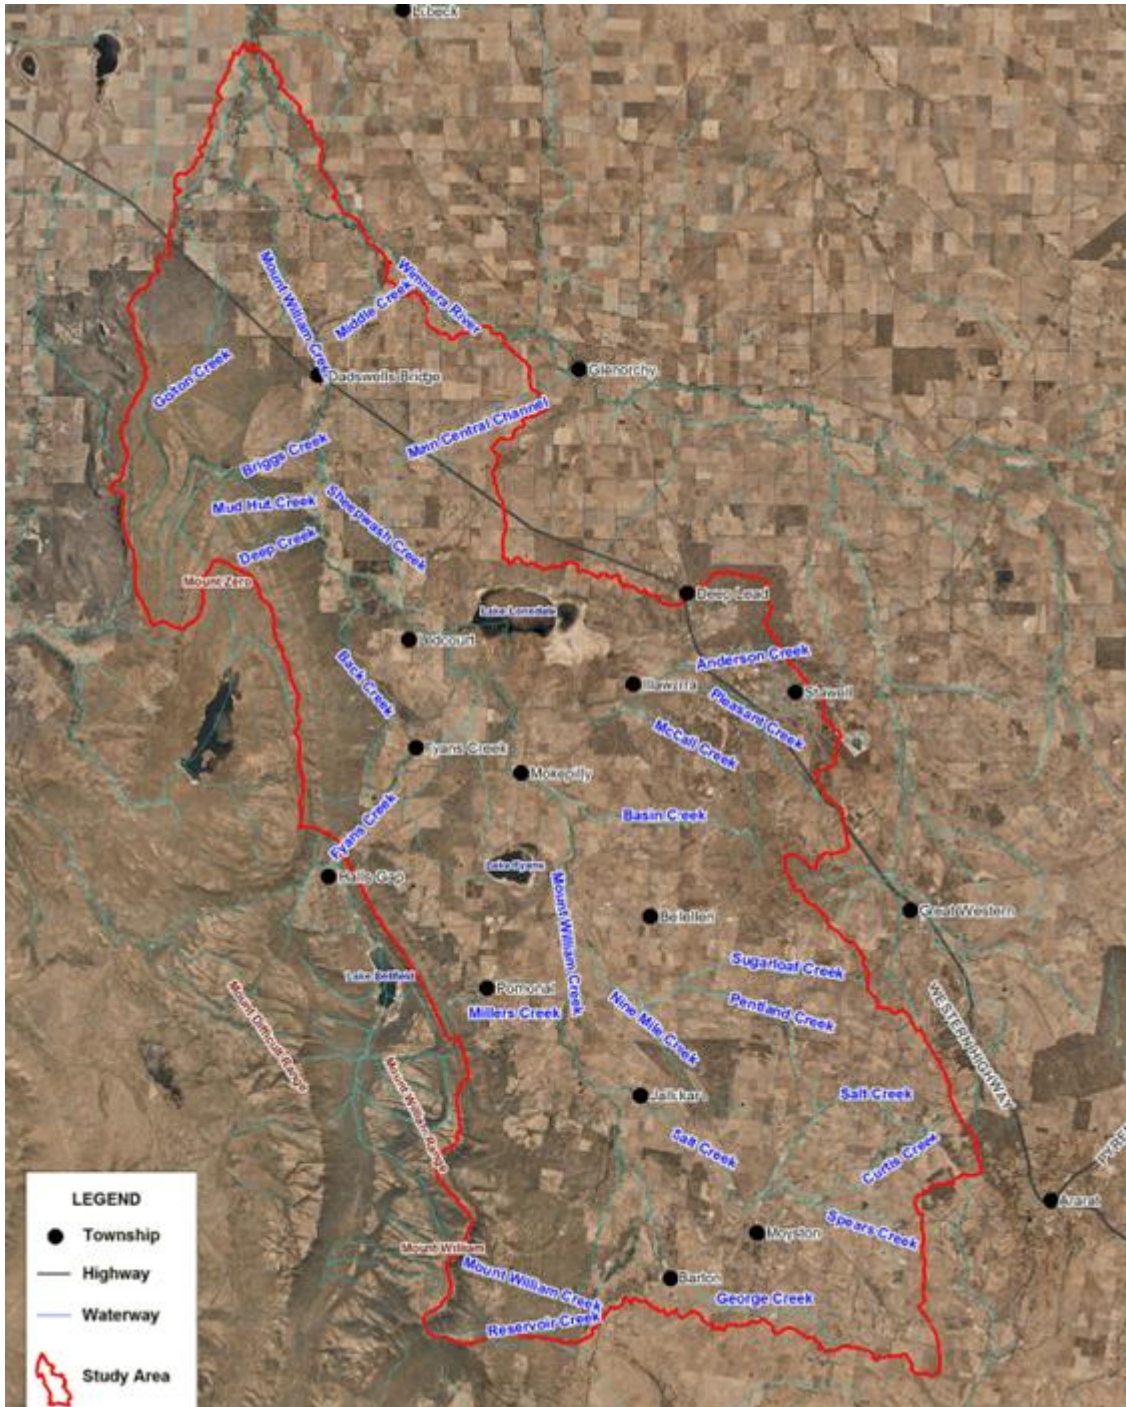 Lubeck
Wimmera River
Mount William Creek
Middle Creek
Golton Creek
Glenorchy
Dadswells Bridge
Main Central Channel
Briggs Creek
Mud Hut Creek
Sheepwash Creek
Deep Creek
Mount Zero
Deep Lead
Lake Lonsdale
Ledcourt
Anderson Creek
Back Creek
Illawarra
Stawell
Pleasant Creek
McCall Creek
Fyans Creek
Mokepilly
Basin Creek
Fyans Creek
Lake Fyans
Halls Gap
Mount William Creek
Bellellen
Great Western
Lake Bellfield
Sugarloaf Creek
Pomonal
Millers Creek
Nine Mile Creek
Pentland Creek
WESTERN HIGHWAY
Mount Difficult Range
Mount William Range
Jallukar
Salt Creek
Salt Creek
Curtis Creek
PYRE
Ararat
Moyston
Spears Creek
Mount William
Mount William Creek
Barton
George Creek
Reservoir Creek
LEGEND
Township
Highway
Waterway
Study Area